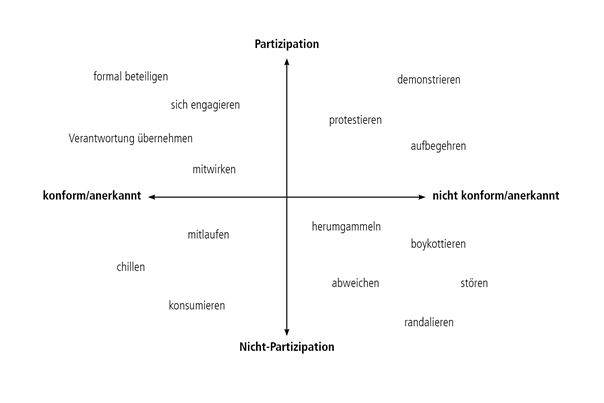 Partizipation
formal beteiligen
demonstrieren
sich engagieren
protestieren
Verantwortung übernehmen
aufbegehren
mitwirken
konform/anerkannt
nicht konform/anerkannt
herumgammeln
mitlaufen
boykottieren
chillen
abweichen
stören
konsumieren
randalieren
Nicht-Partizipation